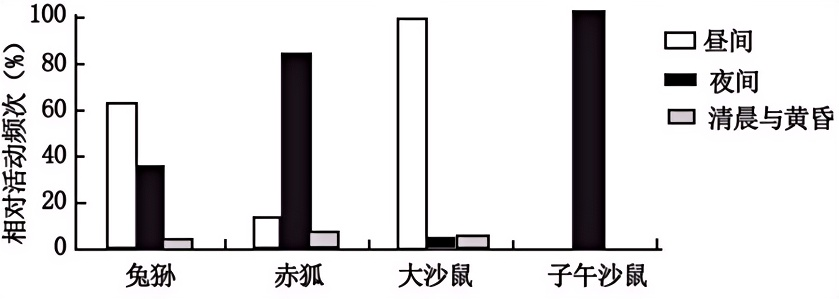 相对活动频次（%）
100
80
60
40
20
0
兔狲
赤狐
大沙鼠
子午沙鼠
昼间
夜间
清晨与黄昏